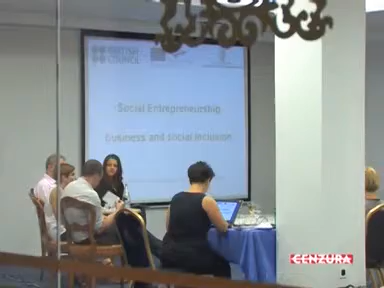 BRITISH
COUNCIL
Social Entrepreneurship,
Business and social inclusion
CENZURA